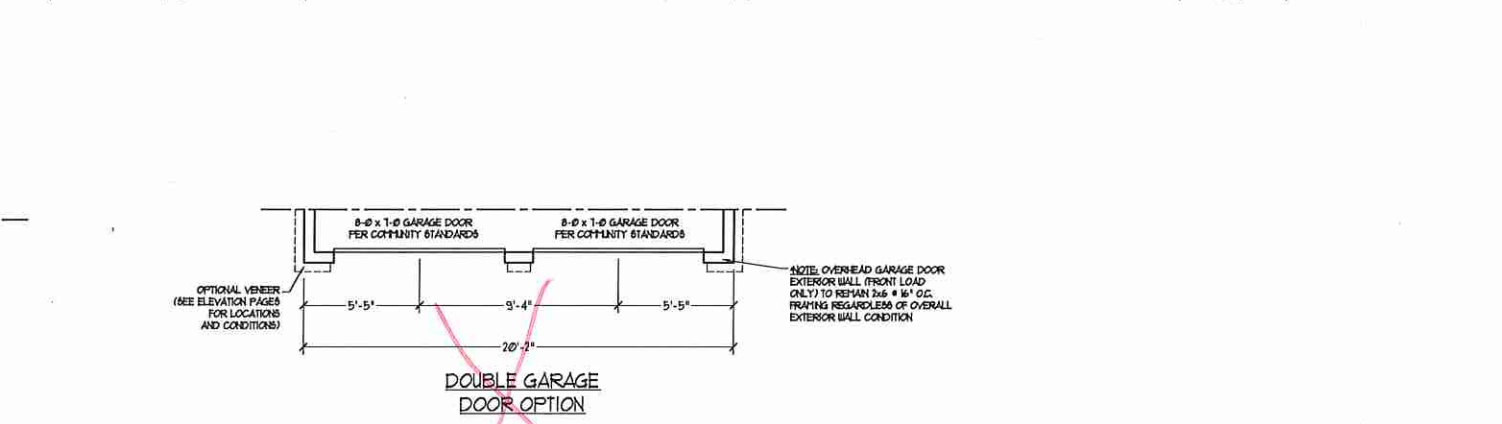 8-0 x 7-0 GARAGE DOOR
PER COMMUNITY STANDARDS
8-0 x 7-0 GARAGE DOOR
PER COMMUNITY STANDARDS
OPTIONAL VENEER
(SEE ELEVATION PAGES
FOR LOCATIONS
AND CONDITIONS)
5'-5"
9'-4"
5'-5"
NOTE: OVERHEAD GARAGE DOOR
EXTERIOR WALL (FRONT LOAD
ONLY) TO REMAIN 2x6 @ 16" O.C.
FRAMING REGARDLESS OF OVERALL
EXTERIOR WALL CONDITION
20'-2"
DOUBLE GARAGE
DOOR OPTION